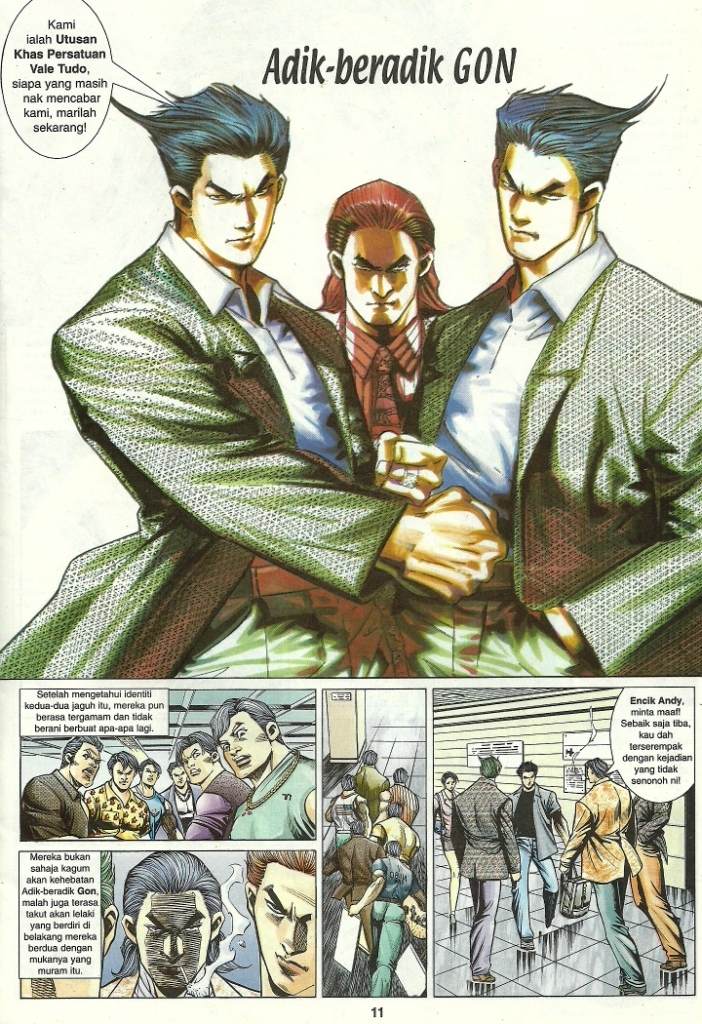 Kami
ialah Utusan
Khas Persatuan
Vale Tudo,
siapa yang masih
nak mencabar
kami, marilah
sekarang!
Adik-beradik GON
Setelah mengetahui identiti
kedua-dua jaguh itu, mereka pun
berasa tergamam dan tidak
berani berbuat apa-apa lagi.
Mereka bukan
sahaja kagum
akan kehebatan
Adik-beradik Gon,
malah juga terasa
takut akan lelaki
yang berdiri di
belakang mereka
berdua dengan
mukanya yang
muram itu.
Encik Andy,
minta maaf!
Sebaik saja tiba,
kau dah
terserempak
dengan kejadian
yang tidak
senonoh ni!
11